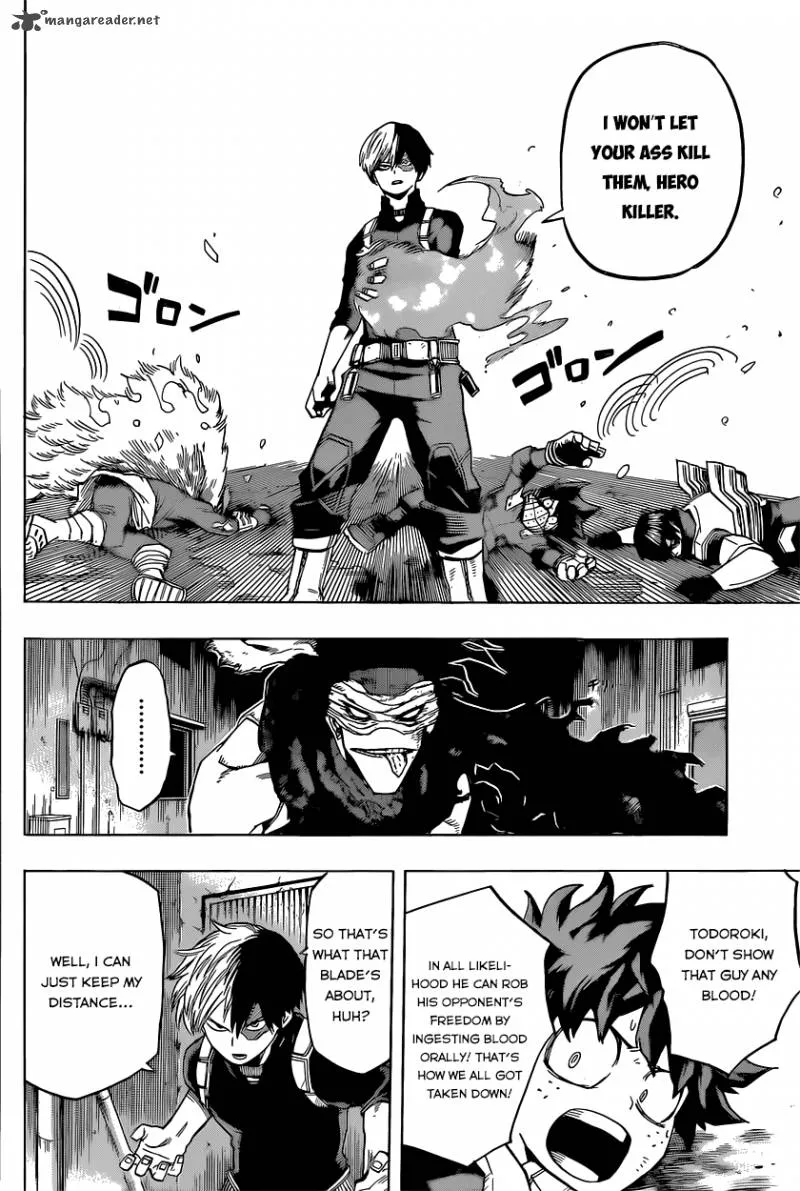 mangareader.net
I WON'T LET
YOUR ASS KILL
THEM, HERO
KILLER.
ゴロン
ゴロン
.........
TODOROKI,
DON'T SHOW
THAT GUY ANY
BLOOD!
IN ALL LIKELI-
HOOD HE CAN ROB
HIS OPPONENT'S
FREEDOM BY
INGESTING BLOOD
ORALLY! THAT'S
HOW WE ALL GOT
TAKEN DOWN!
SO THAT'S
WHAT THAT
BLADE'S
ABOUT,
HUH?
WELL, I CAN
JUST KEEP MY
DISTANCE...